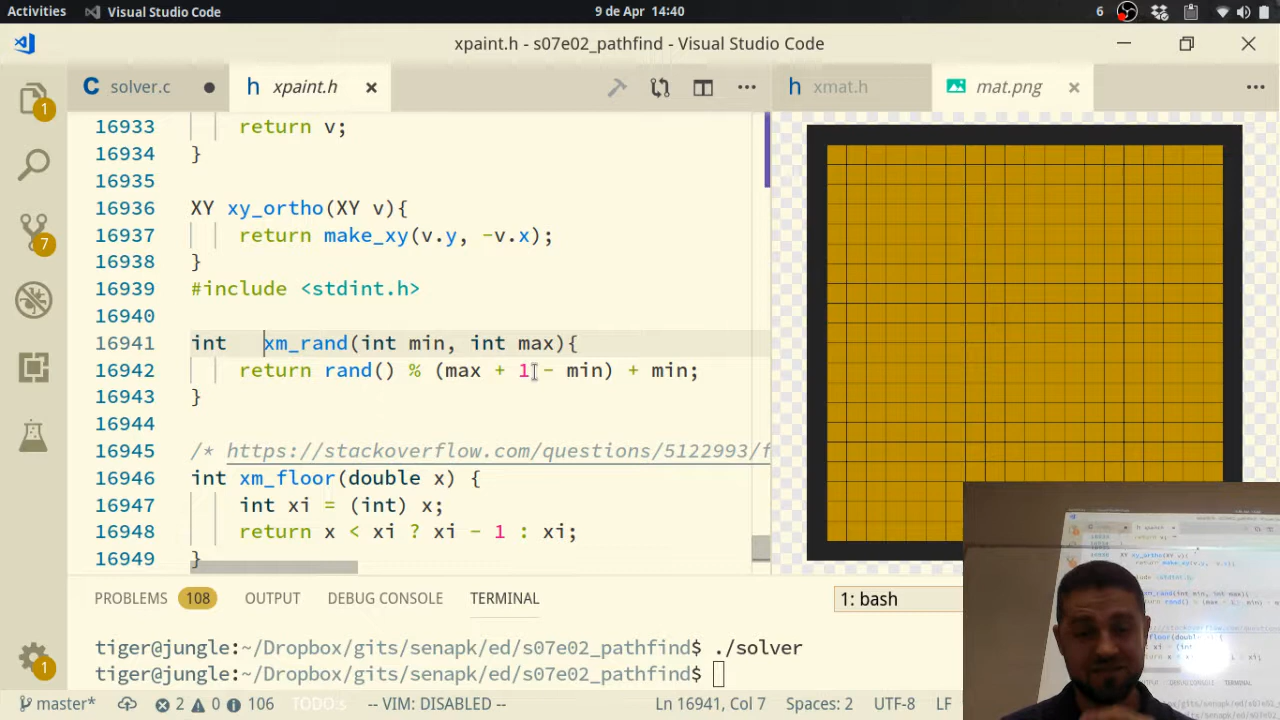 Activities Visual Studio Code 9 de Apr 14:40 6
xpaint.h - s07e02_pathfind - Visual Studio Code
C solver.c h xpaint.h h xmat.h mat.png
1
7
1
16933 return v;
16934 }
16935
16936 XY xy_ortho(XY v){
16937 return make_xy(v.y, -v.x);
16938 }
16939 #include <stdint.h>
16940
16941 int xm_rand(int min, int max){
16942 return rand() % (max + 1 - min) + min;
16943 }
16944
16945 /* https://stackoverflow.com/questions/5122993/f
16946 int xm_floor(double x) {
16947 int xi = (int) x;
16948 return x < xi ? xi - 1 : xi;
16949 }
PROBLEMS 108 OUTPUT DEBUG CONSOLE TERMINAL 1: bash
tiger@jungle:~/Dropbox/gits/senapk/ed/s07e02_pathfind$ ./solver
tiger@jungle:~/Dropbox/gits/senapk/ed/s07e02_pathfind$
master* 2 0 106 TODO.s -- VIM: DISABLED -- Ln 16941, Col 7 Spaces: 2 UTF-8 LF